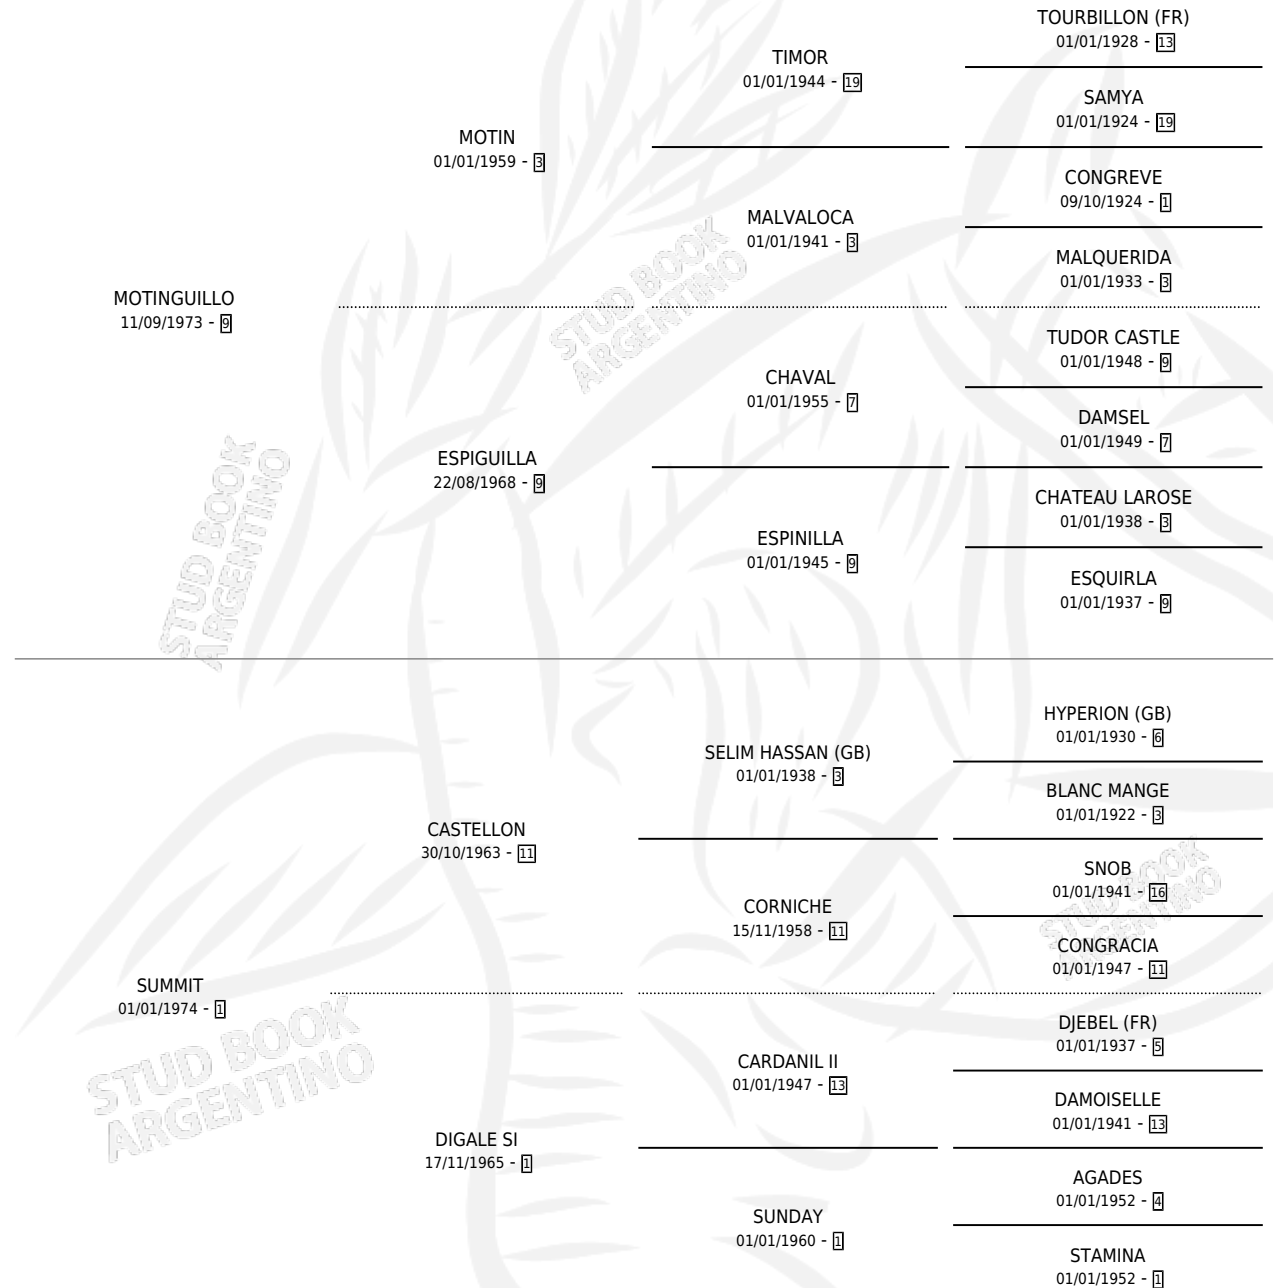 TOURBILLON (FR)
01/01/1928 - 13
TIMOR
01/01/1944 - 19
SAMYA
01/01/1924 - 19
MOTIN
01/01/1959 - 3
CONGREVE
09/10/1924 - 1
MALVALOCA
01/01/1941 - 3
MALQUERIDA
01/01/1933 - 3
MOTINGUILLO
11/09/1973 - 9
TUDOR CASTLE
01/01/1948 - 9
CHAVAL
01/01/1955 - 7
DAMSEL
01/01/1949 - 7
ESPIGUILLA
22/08/1968 - 9
CHATEAU LAROSE
01/01/1938 - 3
ESPINILLA
01/01/1945 - 9
ESQUIRLA
01/01/1937 - 9
HYPERION (GB)
01/01/1930 - 6
SELIM HASSAN (GB)
01/01/1938 - 3
BLANC MANGE
01/01/1922 - 3
CASTELLON
30/10/1963 - 11
SNOB
01/01/1941 - 16
CORNICHE
15/11/1958 - 11
CONGRACIA
01/01/1947 - 11
SUMMIT
01/01/1974 - 1
DJEBEL (FR)
01/01/1937 - 5
CARDANIL II
01/01/1947 - 13
DAMOISELLE
01/01/1941 - 13
DIGALE SI
17/11/1965 - 1
AGADES
01/01/1952 - 4
SUNDAY
01/01/1960 - 1
STAMINA
01/01/1952 - 1
STUD BOOK
ARGENTINO
STUD BOOK
ARGENTINO
STUD BOOK
ARGENTINO
STUD BOOK
ARGENTINO